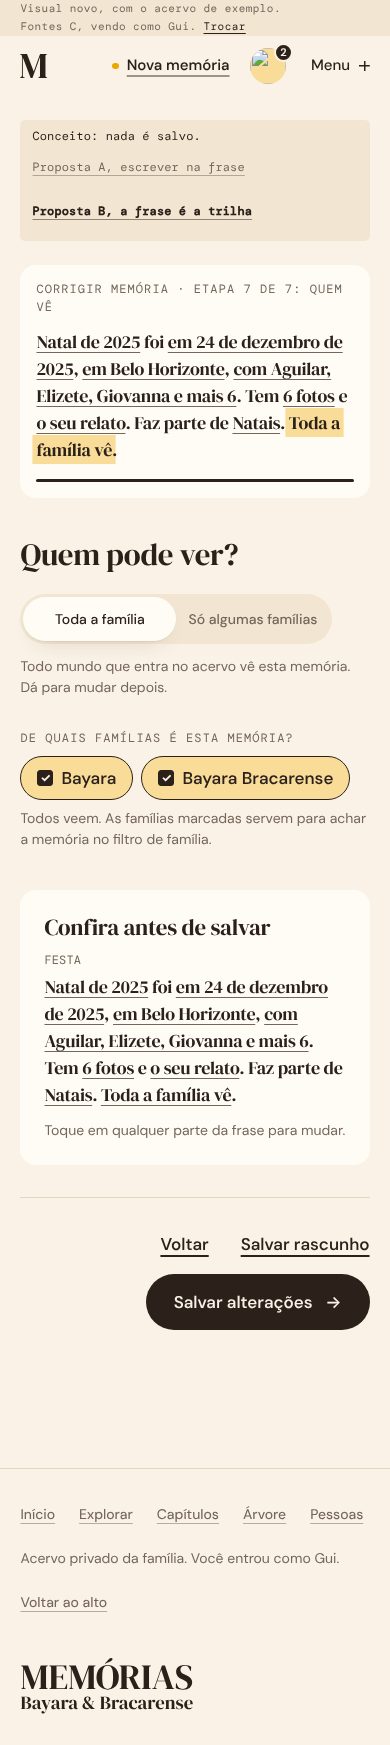 Visual novo, com o acervo de exemplo.
Fontes C, vendo como Gui. Trocar
M
Nova memória
2
Menu +
Conceito: nada é salvo.
Proposta A, escrever na frase
Proposta B, a frase é a trilha
CORRIGIR MEMÓRIA · ETAPA 7 DE 7: QUEM
VÊ
Natal de 2025 foi em 24 de dezembro de
2025, em Belo Horizonte, com Aguilar,
Elizete, Giovanna e mais 6. Tem 6 fotos e
o seu relato. Faz parte de Natais. Toda a
família vê.
Quem pode ver?
Toda a família
Só algumas famílias
Todo mundo que entra no acervo vê esta memória.
Dá para mudar depois.
DE QUAIS FAMÍLIAS É ESTA MEMÓRIA?
Bayara
Bayara Bracarense
Todos veem. As famílias marcadas servem para achar
a memória no filtro de família.
Confira antes de salvar
FESTA
Natal de 2025 foi em 24 de dezembro
de 2025, em Belo Horizonte, com
Aguilar, Elizete, Giovanna e mais 6.
Tem 6 fotos e o seu relato. Faz parte de
Natais. Toda a família vê.
Toque em qualquer parte da frase para mudar.
Voltar
Salvar rascunho
Salvar alterações →
Início
Explorar
Capítulos
Árvore
Pessoas
Acervo privado da família. Você entrou como Gui.
Voltar ao alto
MEMÓRIAS
Bayara & Bracarense